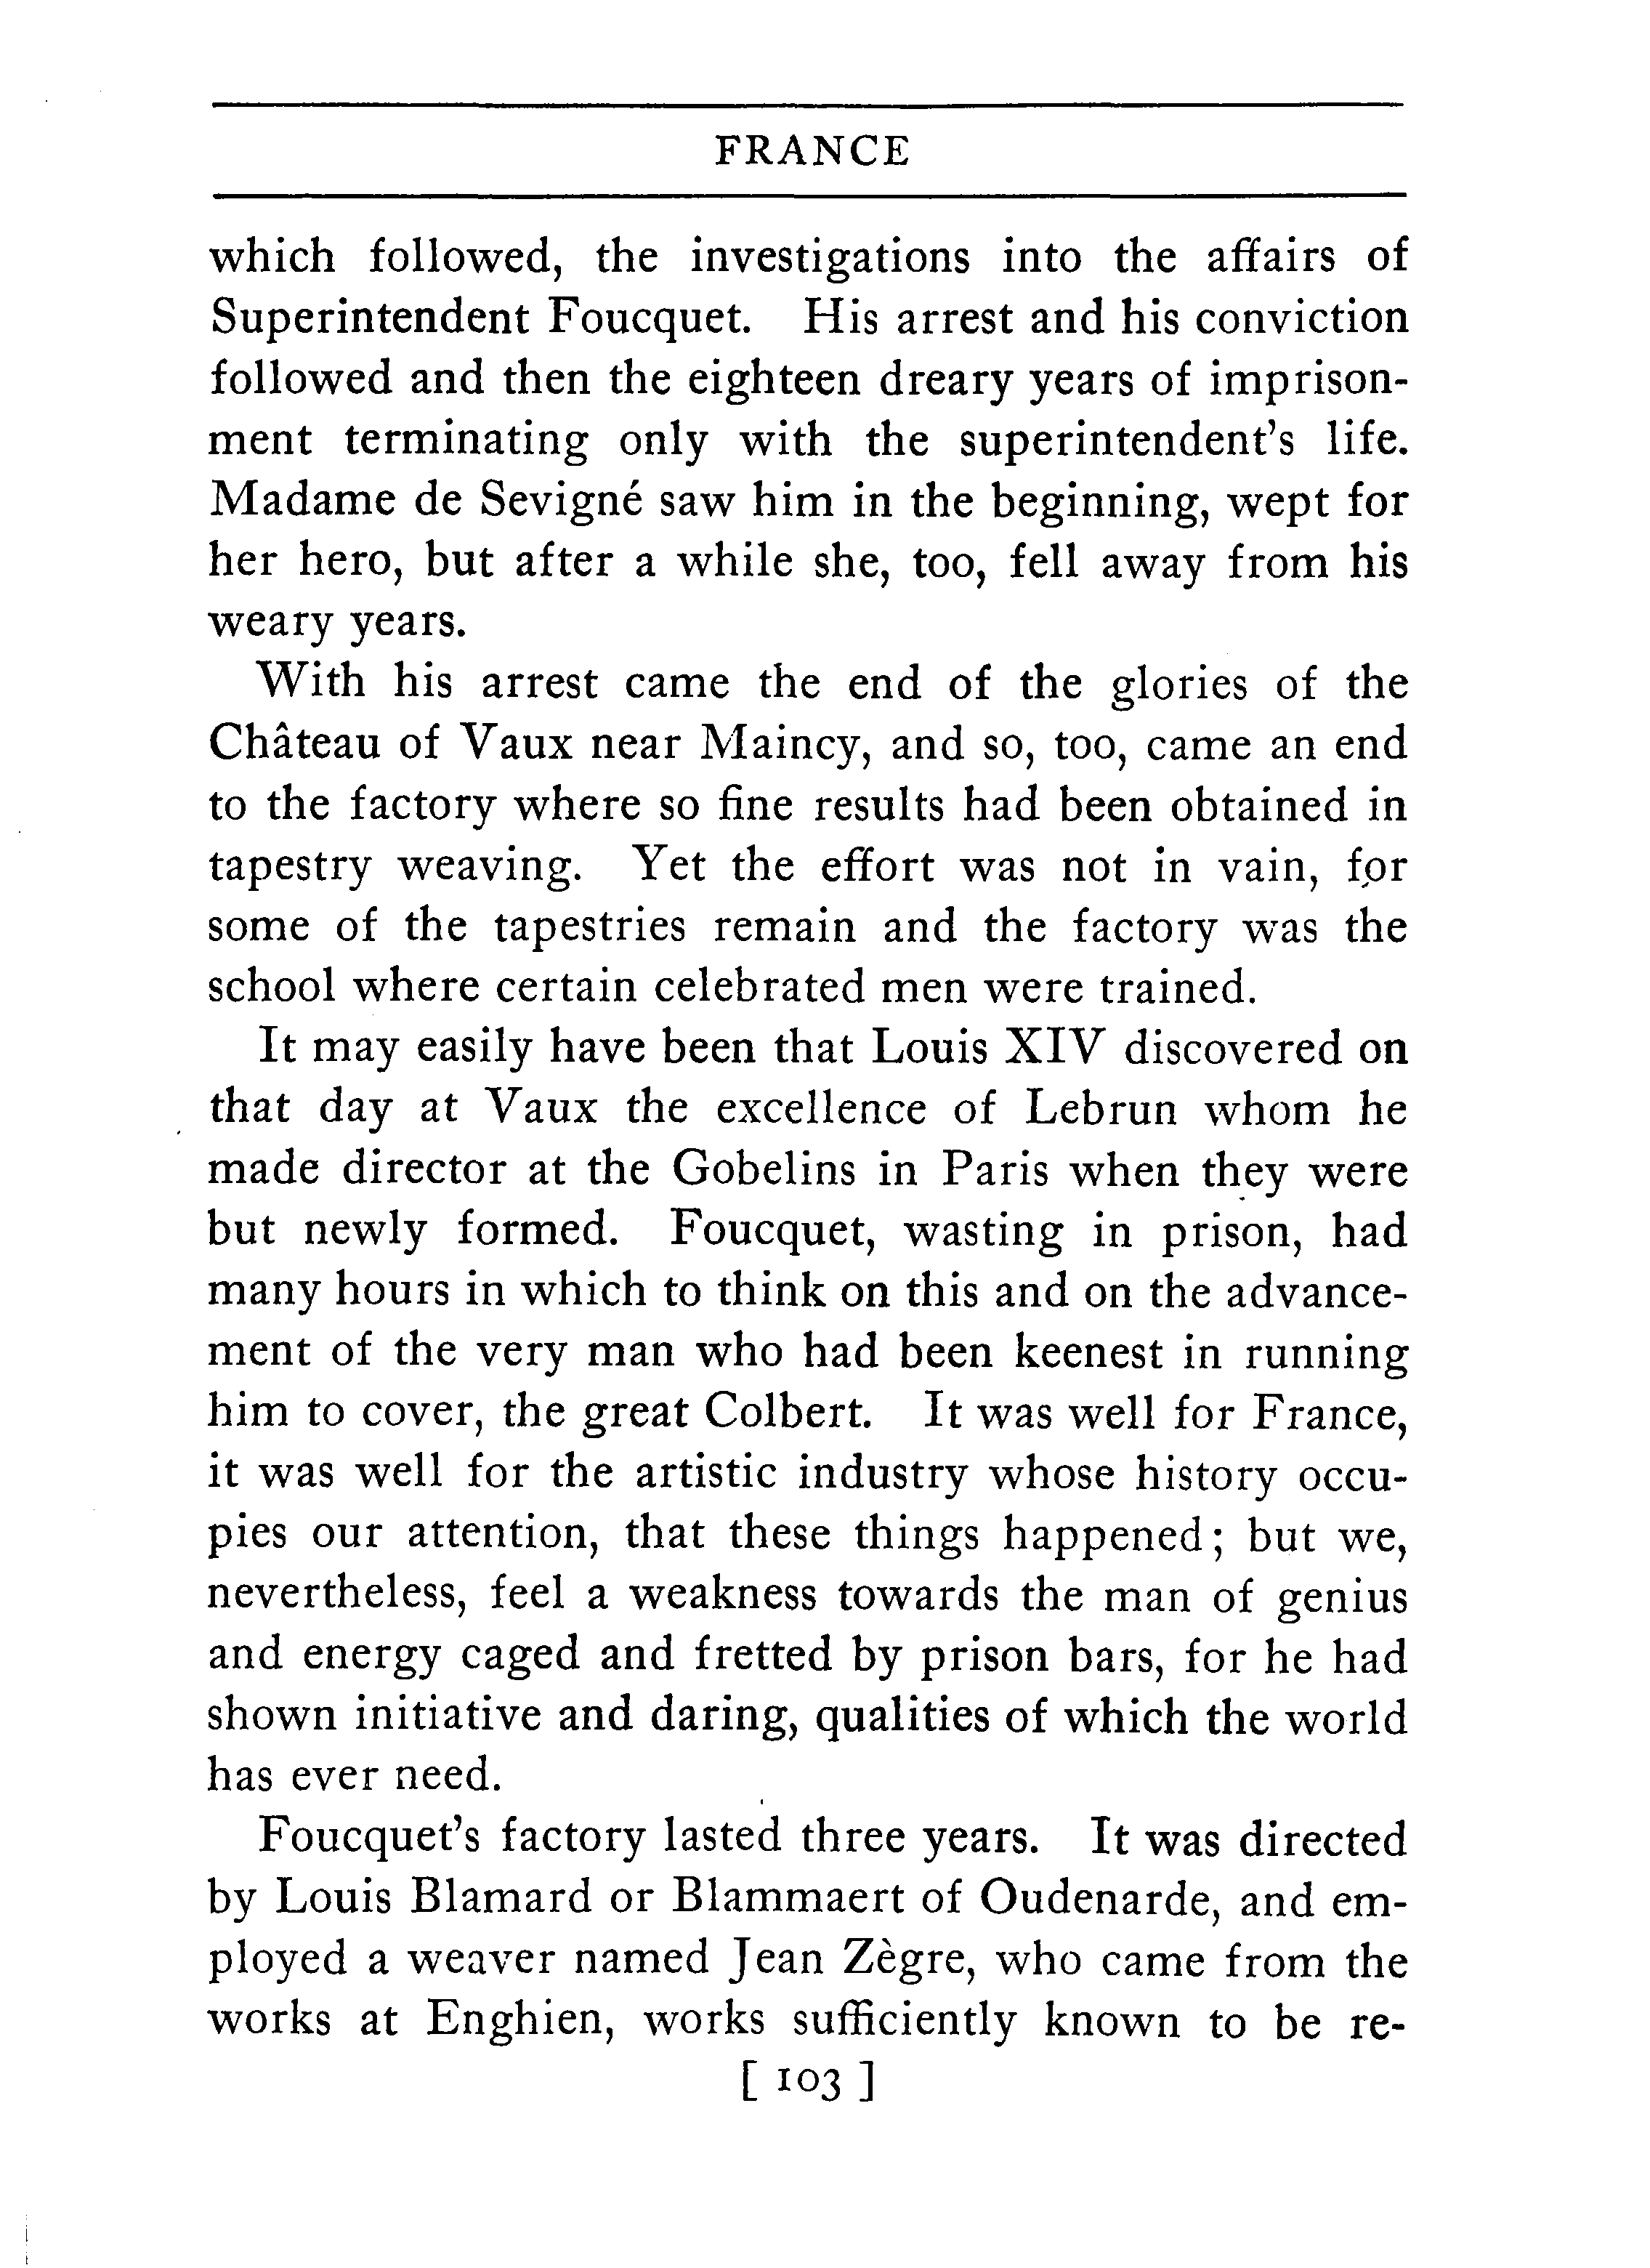 FRANCE
which followed, the investigations into the affairs of
Superintendent Foucquet. His arrest and his conviction
followed and then the eighteen dreary years of imprison-
ment terminating only with the superintendent's life.
Madame de Sevigné saw him in the beginning, wept for
her hero, but after a while she, too, fell away from his
weary years.
With his arrest came the end of the glories of the
Château of Vaux near Maincy, and so, too, came an end
to the factory where so fine results had been obtained in
tapestry weaving. Yet the effort was not in vain, for
some of the tapestries remain and the factory was the
school where certain celebrated men were trained.
It may easily have been that Louis XIV discovered on
that day at Vaux the excellence of Lebrun whom he
made director at the Gobelins in Paris when they were
but newly formed. Foucquet, wasting in prison, had
many hours in which to think on this and on the advance-
ment of the very man who had been keenest in running
him to cover, the great Colbert. It was well for France,
it was well for the artistic industry whose history occu-
pies our attention, that these things happened; but we,
nevertheless, feel a weakness towards the man of genius
and energy caged and fretted by prison bars, for he had
shown initiative and daring, qualities of which the world
has ever need.
Foucquet's factory lasted three years. It was directed
by Louis Blamard or Blammaert of Oudenarde, and em-
ployed a weaver named Jean Zègre, who came from the
works at Enghien, works sufficiently known to be re-
[ 103 ]